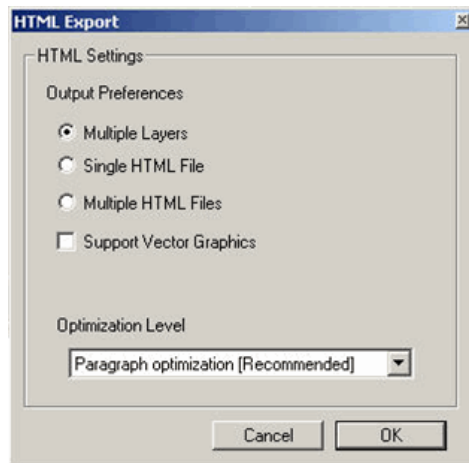 HTML Export
HTML Settings
Output Preferences
Multiple Layers
Single HTML File
Multiple HTML Files
Support Vector Graphics
Optimization Level
Paragraph optimization [Recommended]
Cancel OK